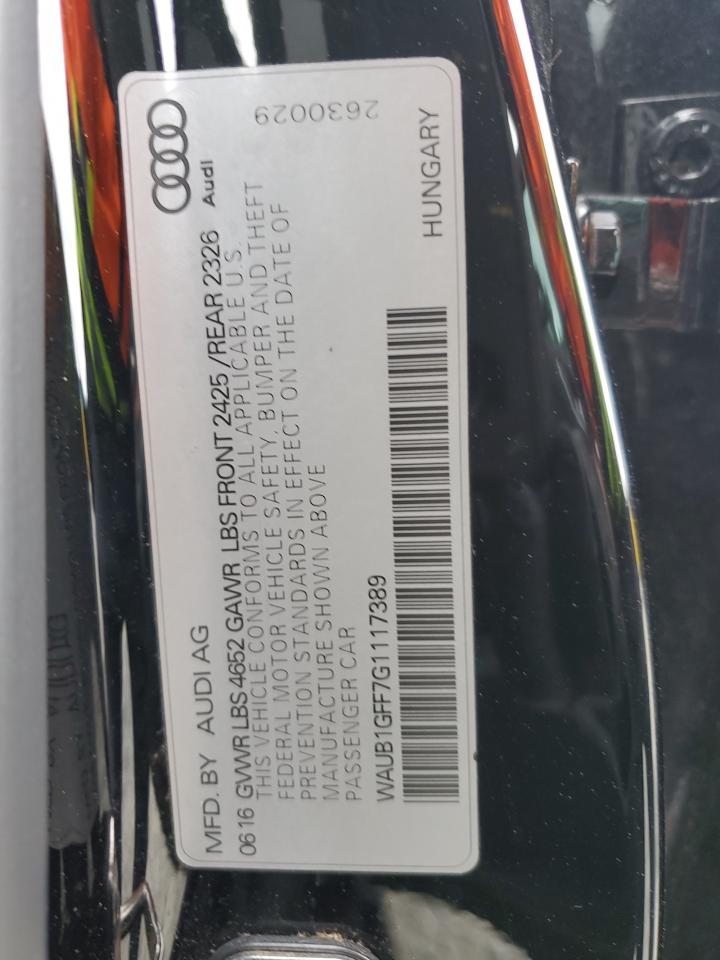 Audi
2630029
MFD. BY AUDI AG
06 16 GVWR LBS 4652 GAWR LBS FRONT 2425 /REAR 2326
THIS VEHICLE CONFORMS TO ALL APPLICABLE U.S.
FEDERAL MOTOR VEHICLE SAFETY, BUMPER AND THEFT
PREVENTION STANDARDS IN EFFECT ON THE DATE OF
MANUFACTURE SHOWN ABOVE
PASSENGER CAR
WAUB1GFF7G1117389
HUNGARY